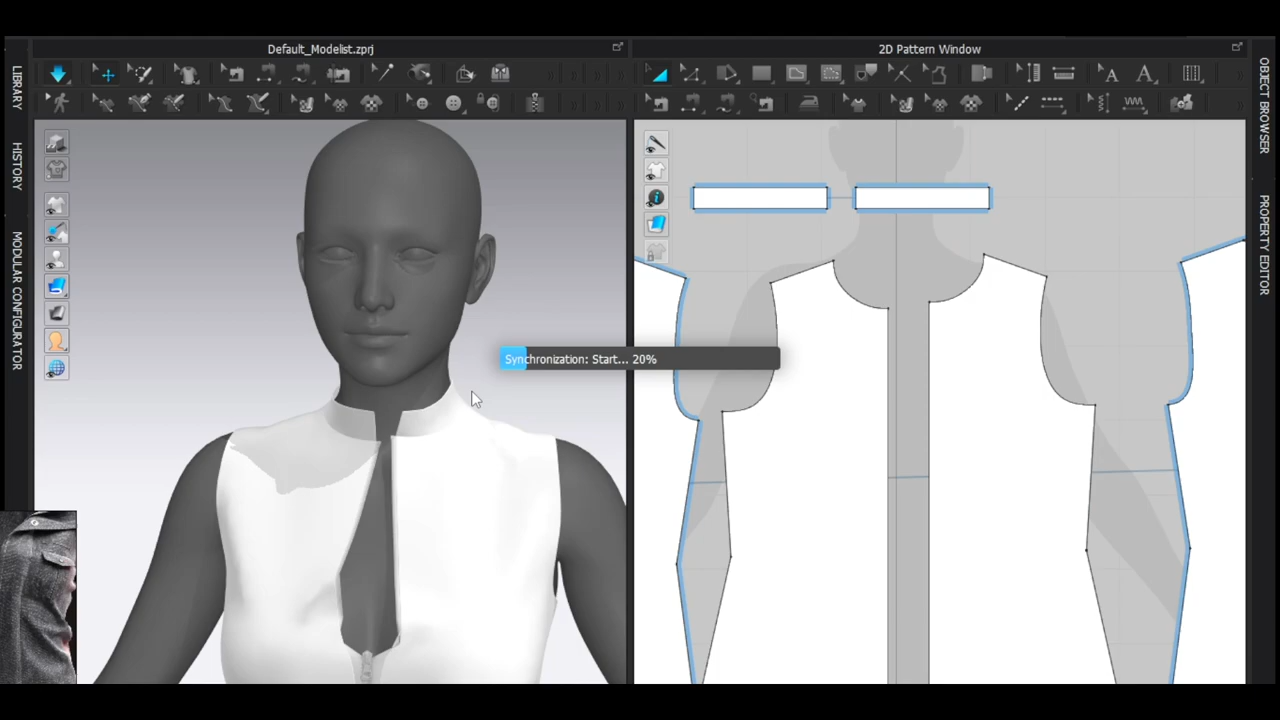 Default_Modelist.zprj
2D Pattern Window
LIBRARY
HISTORY
MODULAR CONFIGURATOR
OBJECT BROWSER
PROPERTY EDITOR
Synchronization: Start... 20%